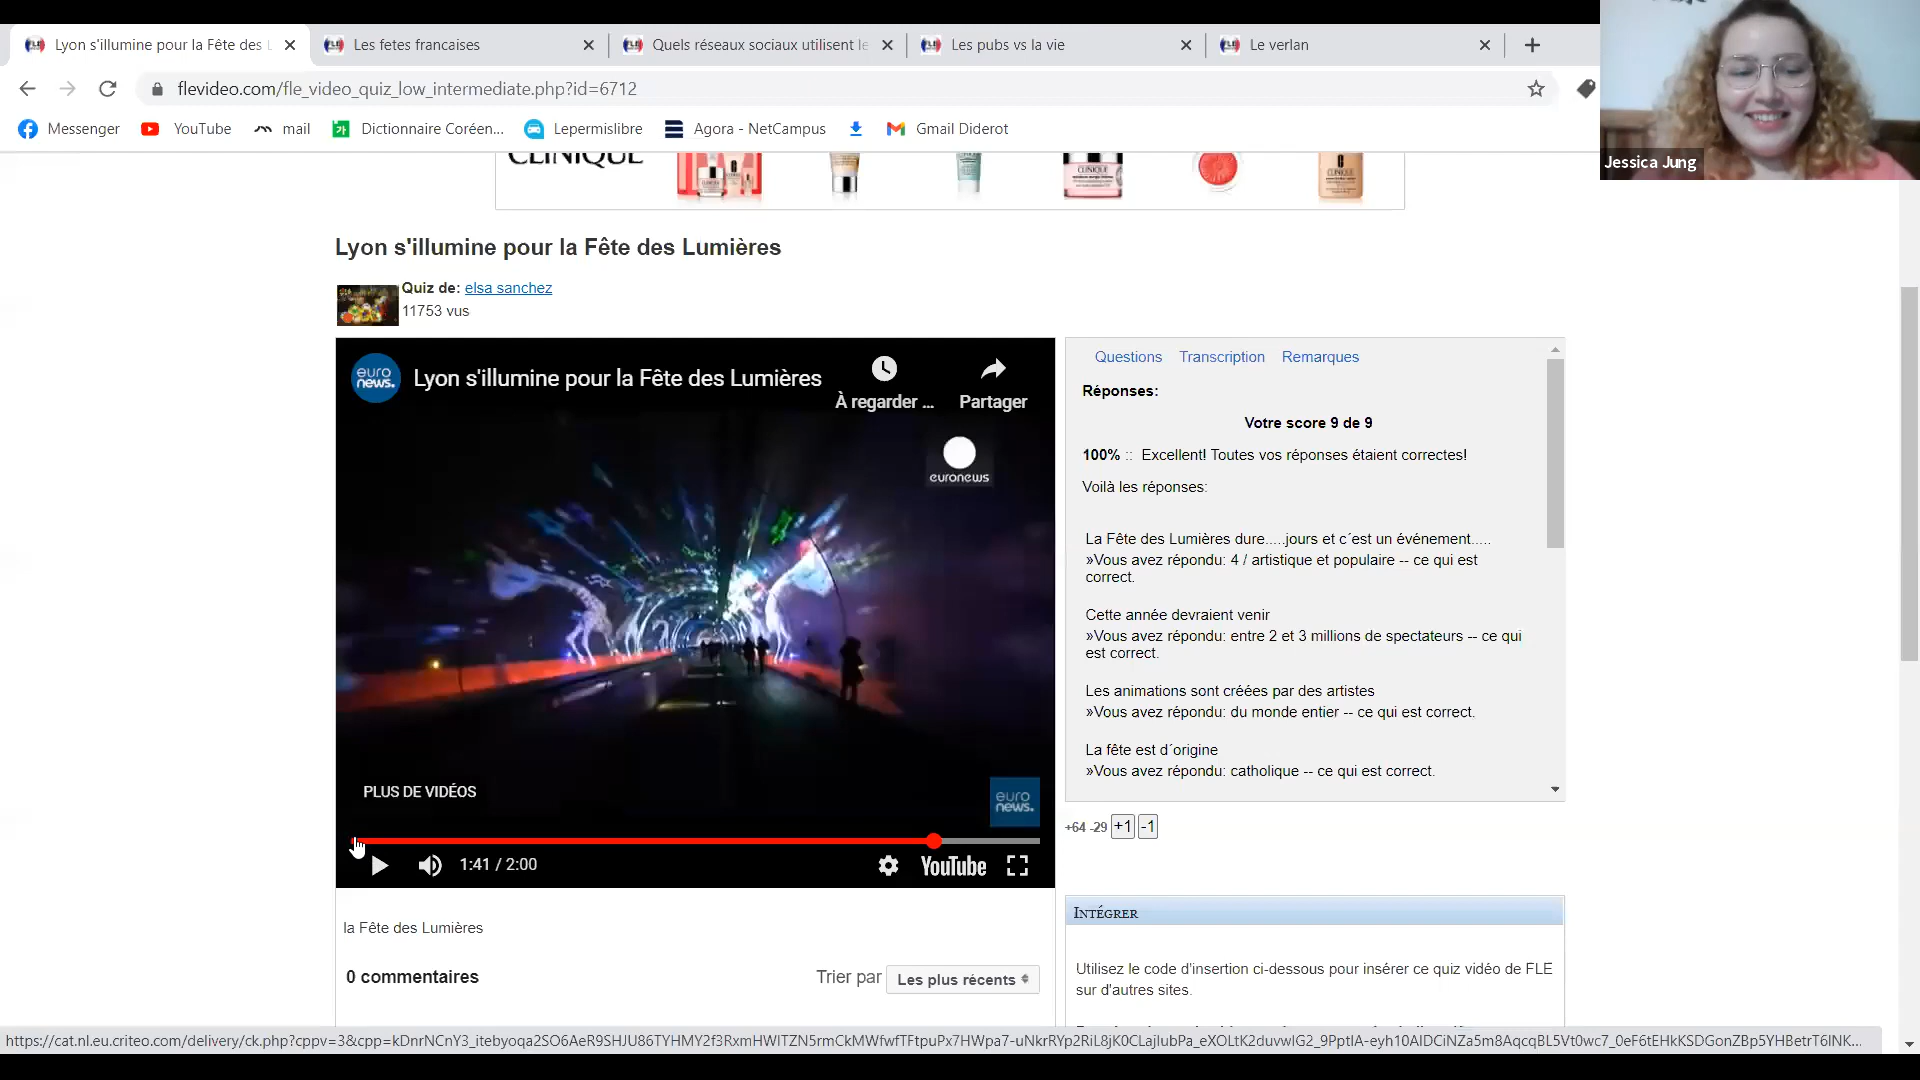 Lyon s'illumine pour la Fête des L
Les fetes francaises
Quels réseaux sociaux utilisent le
Les pubs vs la vie
Le verlan
flevideo.com/fle_video_quiz_low_intermediate.php?id=6712
Messenger
YouTube
mail
Dictionnaire Coréen...
Lepermislibre
Agora - NetCampus
Gmail Diderot
Jessica Jung
CLINIQUE
Lyon s'illumine pour la Fête des Lumières
Quiz de: elsa sanchez
11753 vus
euro news.
Lyon s'illumine pour la Fête des Lumières
À regarder ...
Partager
euronews
PLUS DE VIDÉOS
euro news.
1:41 / 2:00
YouTube
la Fête des Lumières
0 commentaires
Trier par Les plus récents
Questions Transcription Remarques
Réponses:
Votre score 9 de 9
100% :: Excellent! Toutes vos réponses étaient correctes!
Voilà les réponses:
La Fête des Lumières dure.....jours et c´est un événement.....
»Vous avez répondu: 4 / artistique et populaire -- ce qui est
correct.
Cette année devraient venir
»Vous avez répondu: entre 2 et 3 millions de spectateurs -- ce qui
est correct.
Les animations sont créées par des artistes
»Vous avez répondu: du monde entier -- ce qui est correct.
La fête est d´origine
»Vous avez répondu: catholique -- ce qui est correct.
+64 -29 +1 -1
Intégrer
Utilisez le code d'insertion ci-dessous pour insérer ce quiz vidéo de FLE
sur d'autres sites.